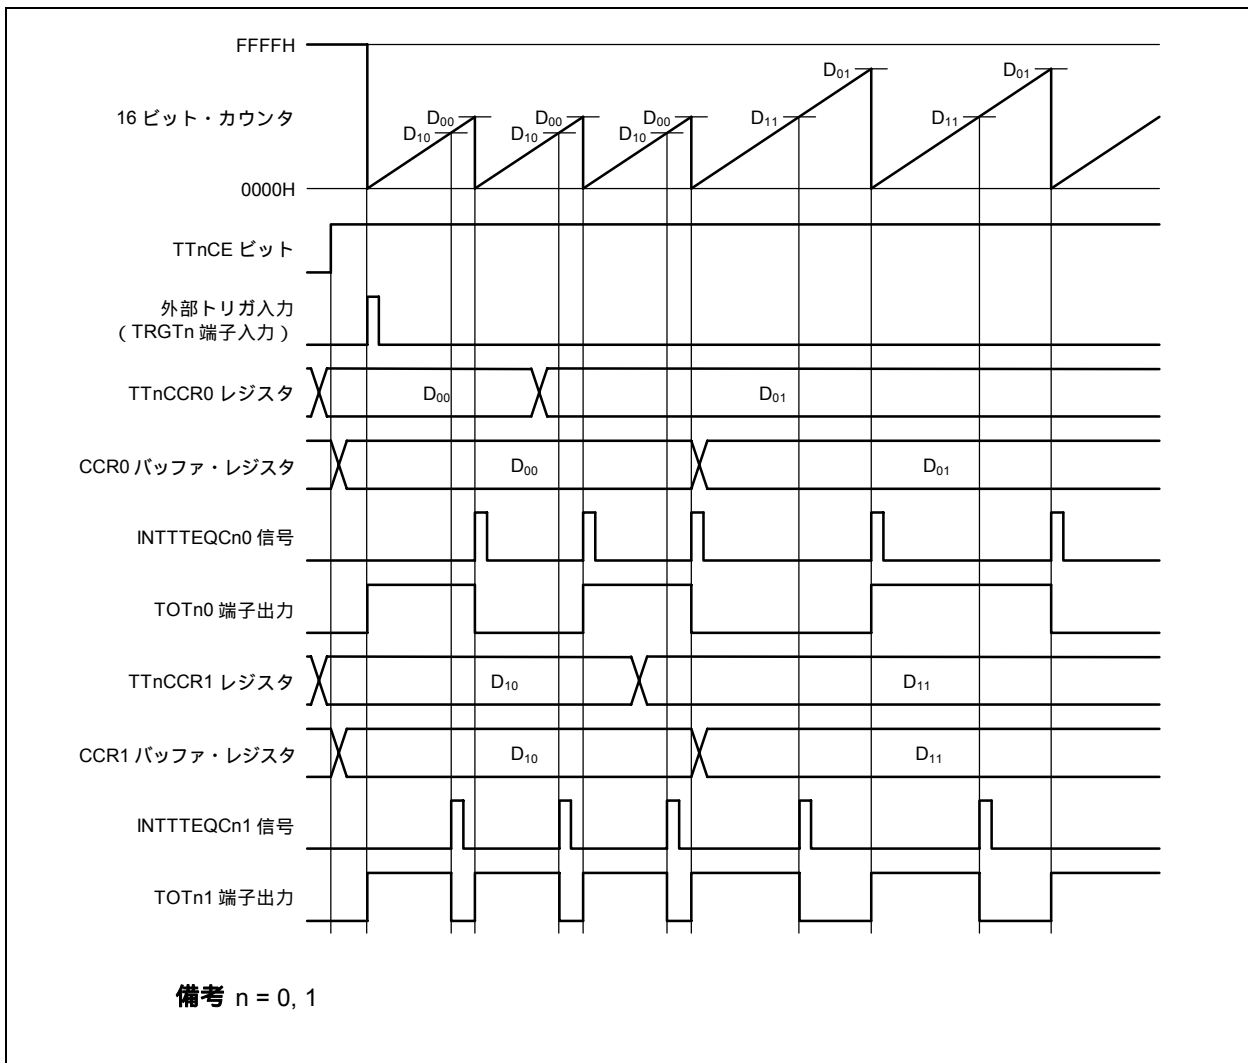 FFFFH
16 ビット・カウンタ
D01 D01
D00 D00 D00 D11 D11
D10 D10 D10
0000H
TTnCE ビット
外部トリガ入力
（TRGTn 端子入力）
TTnCCR0 レジスタ D00 D01
CCR0 バッファ・レジスタ D00 D01
INTTTEQCn0 信号
TOTn0 端子出力
TTnCCR1 レジスタ D10 D11
CCR1 バッファ・レジスタ D10 D11
INTTTEQCn1 信号
TOTn1 端子出力
備考 n = 0, 1